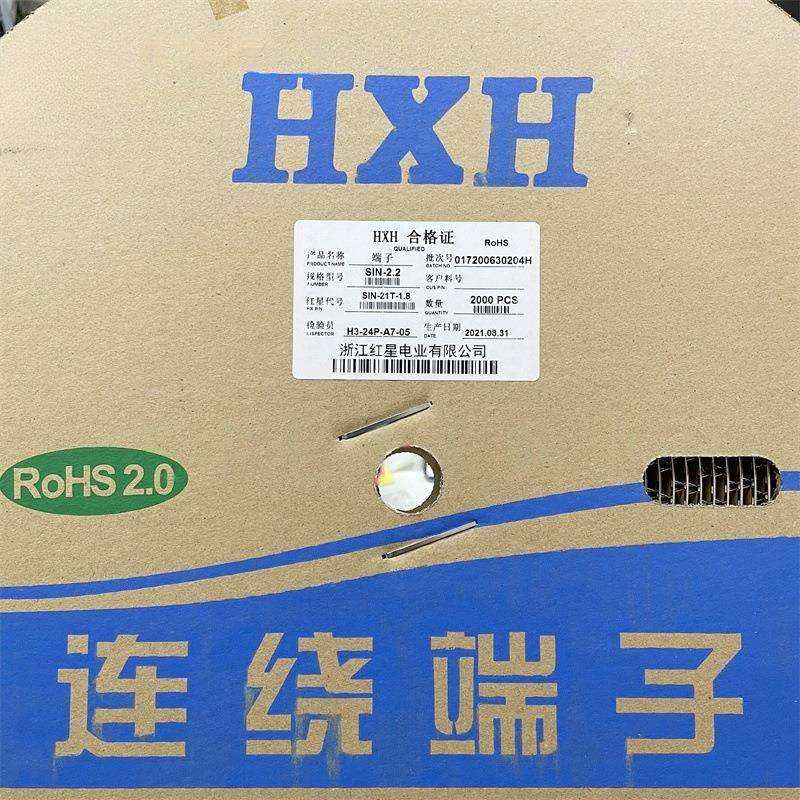 HXH
HXH 合格证 RoHS
QUALIFIED
产品名称 端子 批次号 017200630204H
PRODUCT NAME BATCH NO
规格型号 SIN-2.2 客户料号
P.NUMBER CUS P/N
红星代号 SIN-21T-1.8 数量 2000 PCS
HX P/N QUANTITY
检验员 H3-24P-A7-05 生产日期 2021.08.31
INSPECTOR DATE
浙江红星电业有限公司
RoHS 2.0
连绕端子